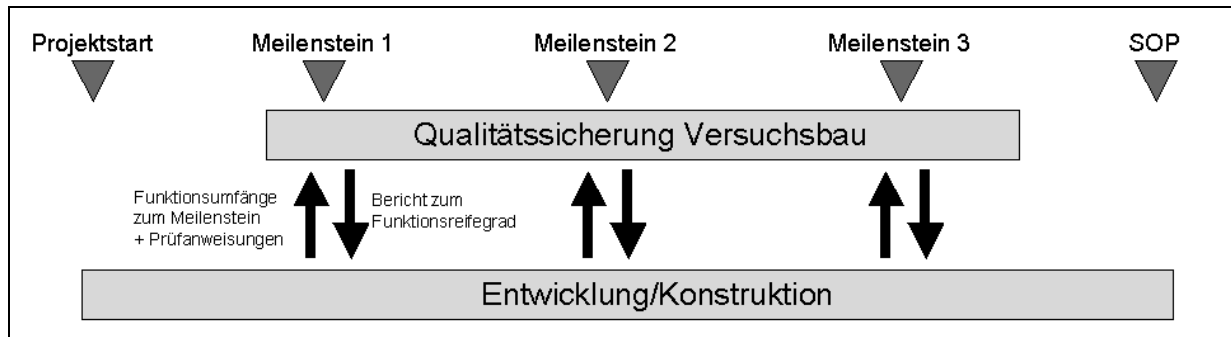 Projektstart
Meilenstein 1
Meilenstein 2
Meilenstein 3
SOP
Qualitätssicherung Versuchsbau
Funktionsumfänge
zum Meilenstein
+ Prüfanweisungen
Bericht zum
Funktionsreifegrad
Entwicklung/Konstruktion